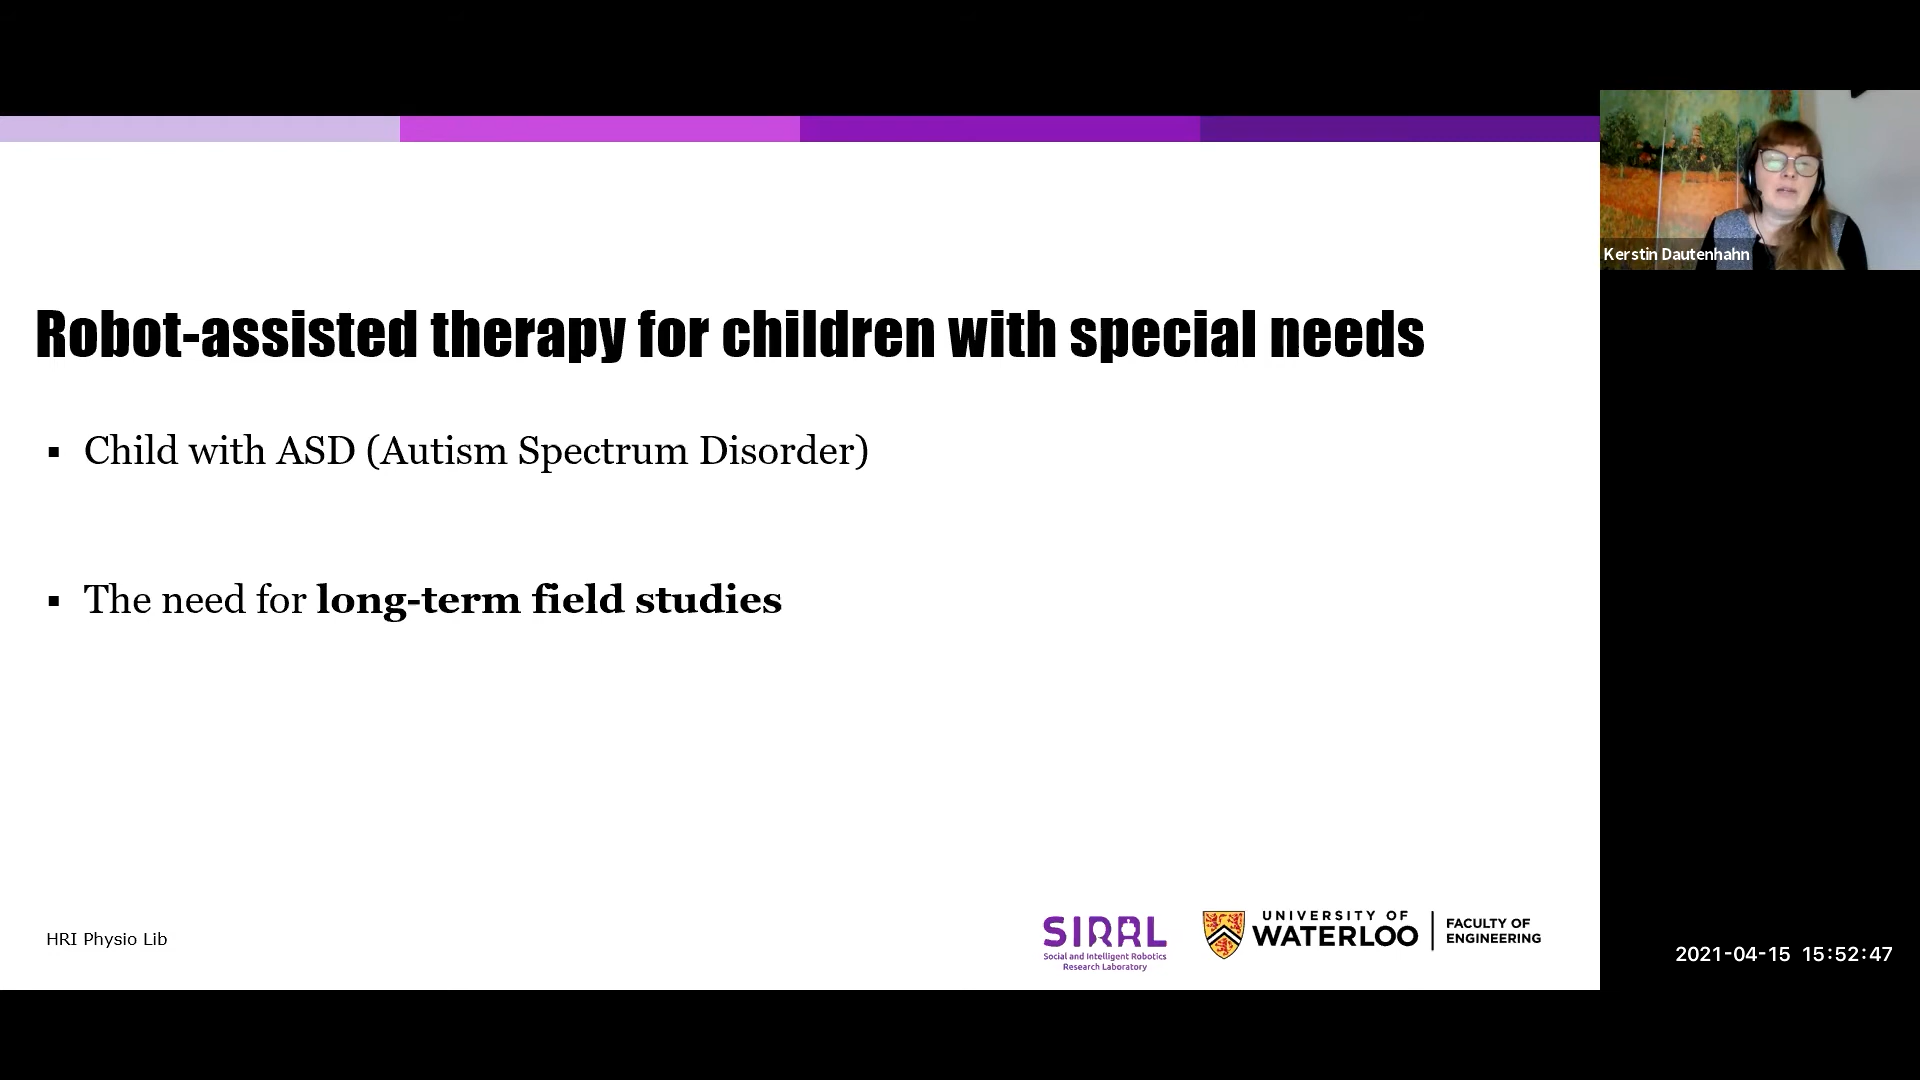 Kerstin Dautenhahn
Robot-assisted therapy for children with special needs
▪ Child with ASD (Autism Spectrum Disorder)
▪ The need for long-term field studies
HRI Physio Lib
SIRRL
Social and Intelligent Robotics
Research Laboratory
UNIVERSITY OF
WATERLOO
FACULTY OF
ENGINEERING
2021-04-15 15:52:47